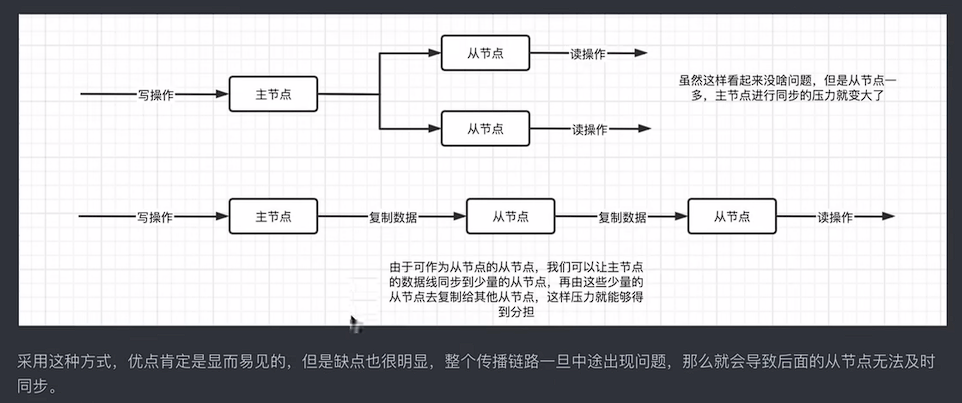 从节点
读操作
虽然这样看起来没啥问题，但是从节点一
多，主节点进行同步的压力就变大了
写操作
主节点
从节点
读操作
写操作
主节点
复制数据
从节点
复制数据
从节点
读操作
由于可作为从节点的从节点，我们可以让主节点
的数据线同步到少量的从节点，再由这些少量的
从节点去复制给其他从节点，这样压力就能够得
到分担
采用这种方式，优点肯定是显而易见的，但是缺点也很明显，整个传播链路一旦中途出现问题，那么就会导致后面的从节点无法及时
同步。